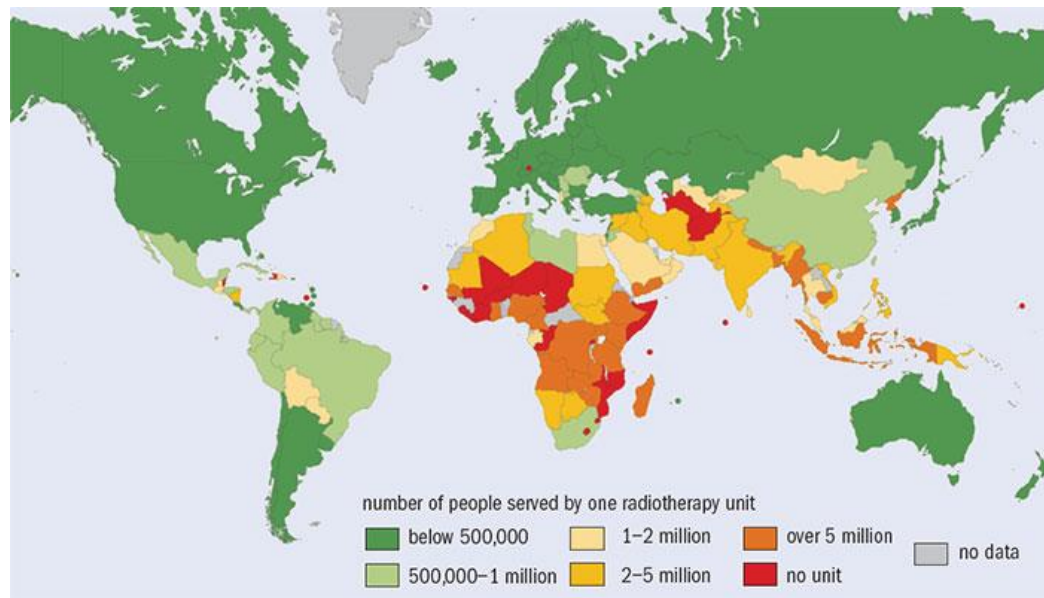 number of people served by one radiotherapy unit
below 500,000
1–2 million
over 5 million
no data
500,000–1 million
2–5 million
no unit